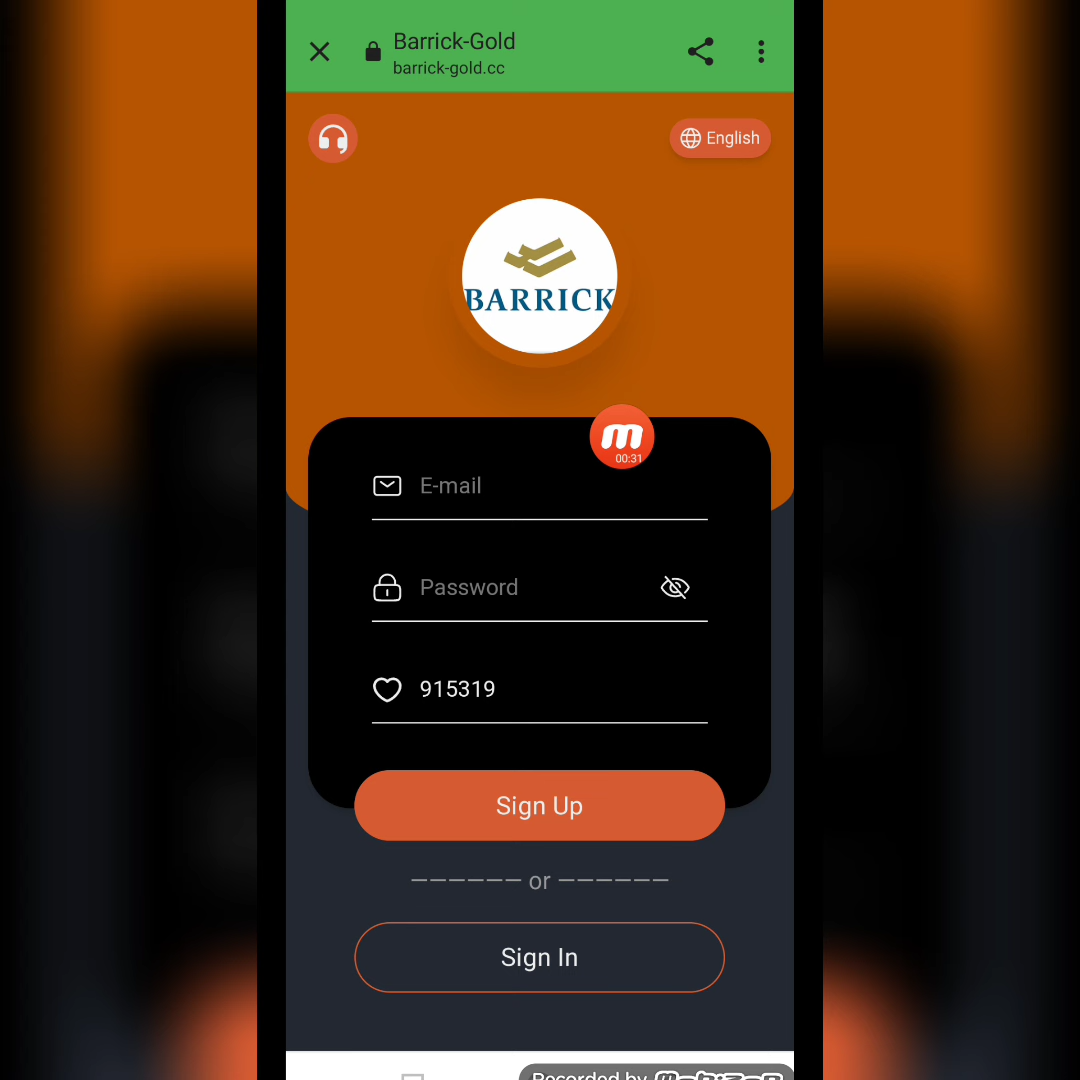 Barrick-Gold
barrick-gold.cc
English
BARRICK
00:31
E-mail
Password
915319
Sign Up
—————— or ——————
Sign In
Recorded by